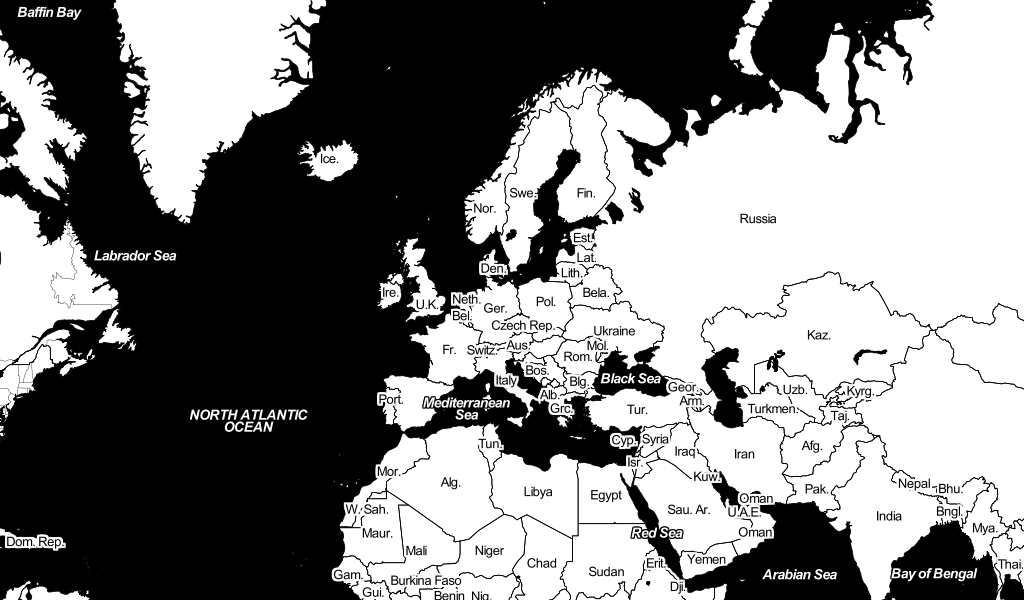 Baffin Bay
Ice.
Swe.
Fin.
Nor.
Russia
Est.
Labrador Sea
Lat.
Den.
Lith.
Ire.
Bela.
Neth.
U.K.
Ger.
Pol.
Bel.
Czech Rep.
Ukraine
Kaz.
Fr.
Switz.
Aus.
Mol.
Rom.
Bos.
Italy
Blg.
Black Sea
Geor.
Uzb.
Kyrg.
Alb.
Port.
Arm.
Mediterranean
Sea
Grc.
Tur.
Turkmen.
Taj.
NORTH ATLANTIC
OCEAN
Tun.
Cyp.
Syria
Afg.
Iraq
Iran
Isr.
Mor.
Alg.
Kuw.
Nepal
Bhu.
Libya
Egypt
Pak.
Oman
W. Sah.
Sau. Ar.
U.A.E.
India
Bngl.
Mya.
Maur.
Red Sea
Oman
Dom. Rep.
Mali
Niger
Chad
Yemen
Erit.
Thai.
Gam.
Burkina Faso
Sudan
Arabian Sea
Bay of Bengal
Dji.
Gui.
Benin
Nig.